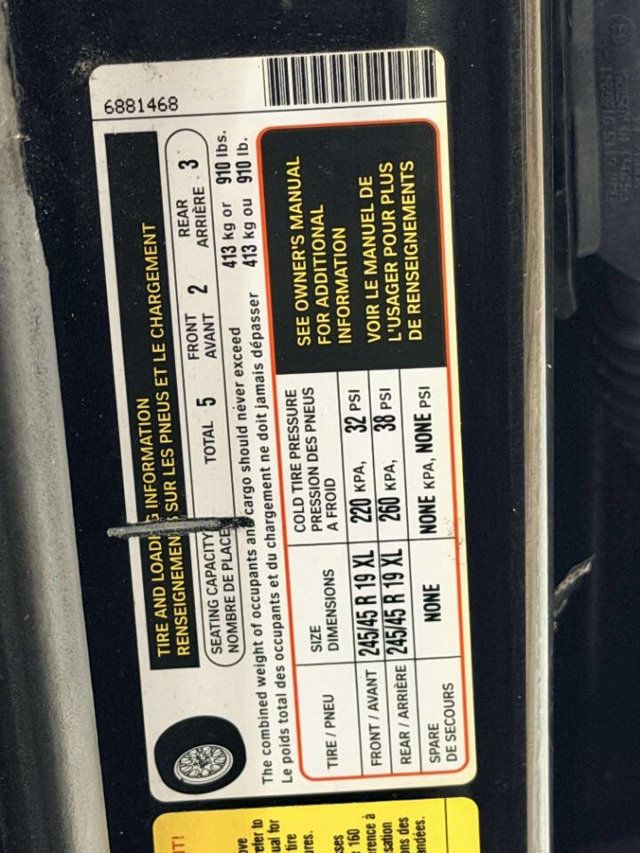 6881468
TIRE AND LOADING INFORMATION
RENSEIGNEMENTS SUR LES PNEUS ET LE CHARGEMENT
SEATING CAPACITY
NOMBRE DE PLACE
TOTAL 5
FRONT
AVANT 2
REAR
ARRIÈRE 3
The combined weight of occupants and cargo should never exceed 413 kg or 910 lbs.
Le poids total des occupants et du chargement ne doit jamais dépasser 413 kg ou 910 lb.
TIRE / PNEU
SIZE
DIMENSIONS
COLD TIRE PRESSURE
PRESSION DES PNEUS
A FROID
FRONT / AVANT 245/45 R 19 XL 220 KPA, 32 PSI
REAR / ARRIÈRE 245/45 R 19 XL 260 KPA, 38 PSI
SPARE
DE SECOURS
NONE NONE KPA, NONE PSI
SEE OWNER'S MANUAL
FOR ADDITIONAL
INFORMATION
VOIR LE MANUEL DE
L'USAGER POUR PLUS
DE RENSEIGNEMENTS